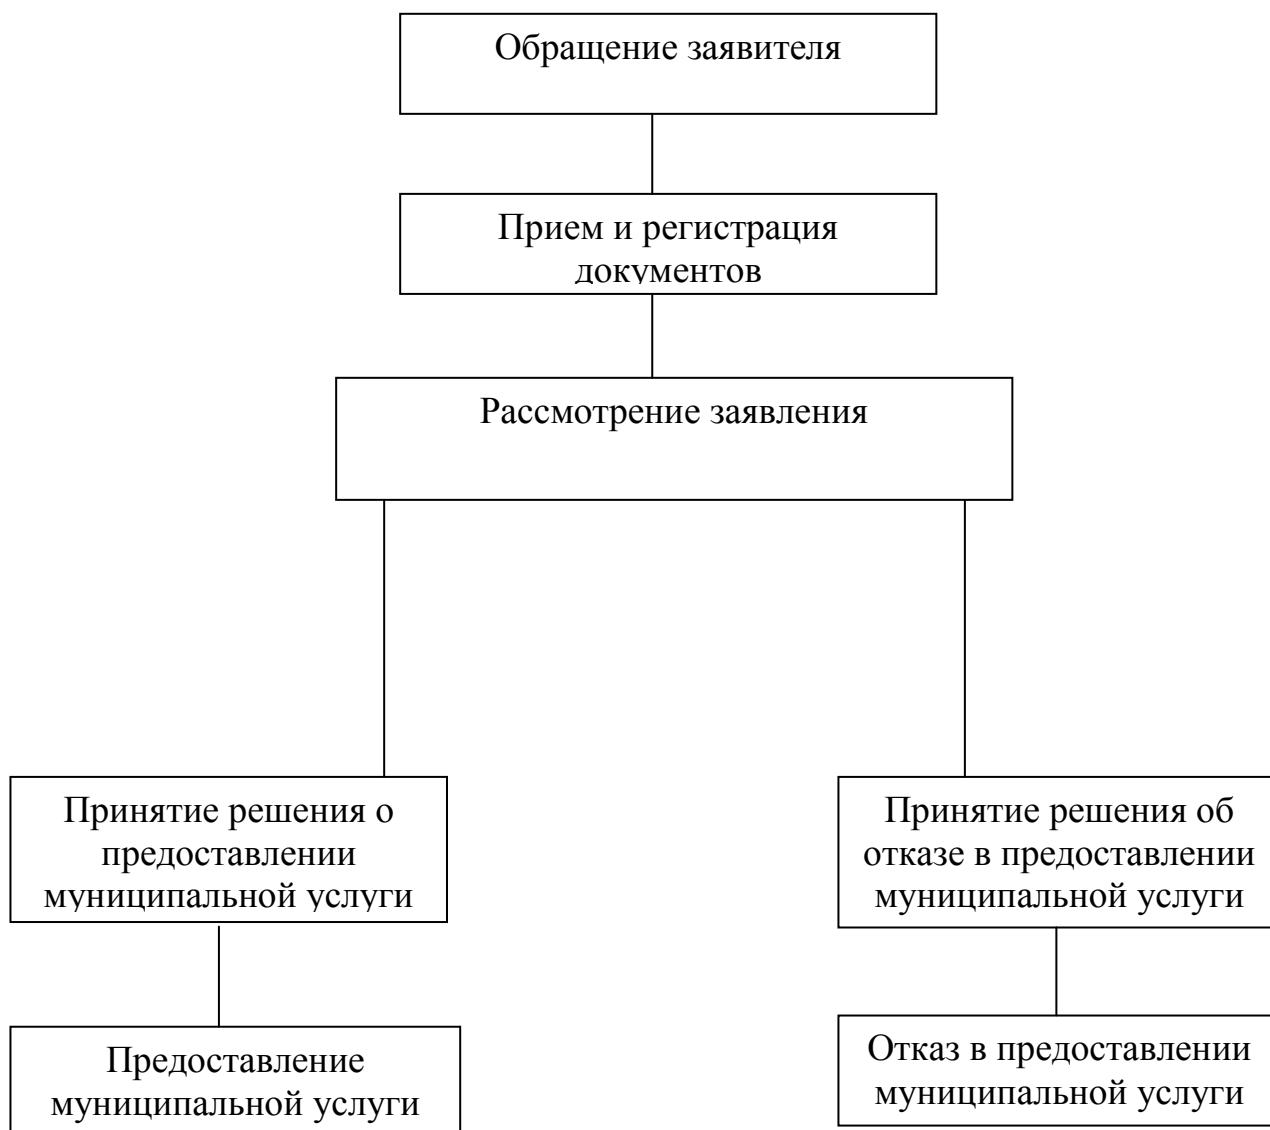 Обращение заявителя
Прием и регистрация
документов
Рассмотрение заявления
Принятие решения о
предоставлении
муниципальной услуги
Принятие решения об
отказе в предоставлении
муниципальной услуги
Предоставление
муниципальной услуги
Отказ в предоставлении
муниципальной услуги